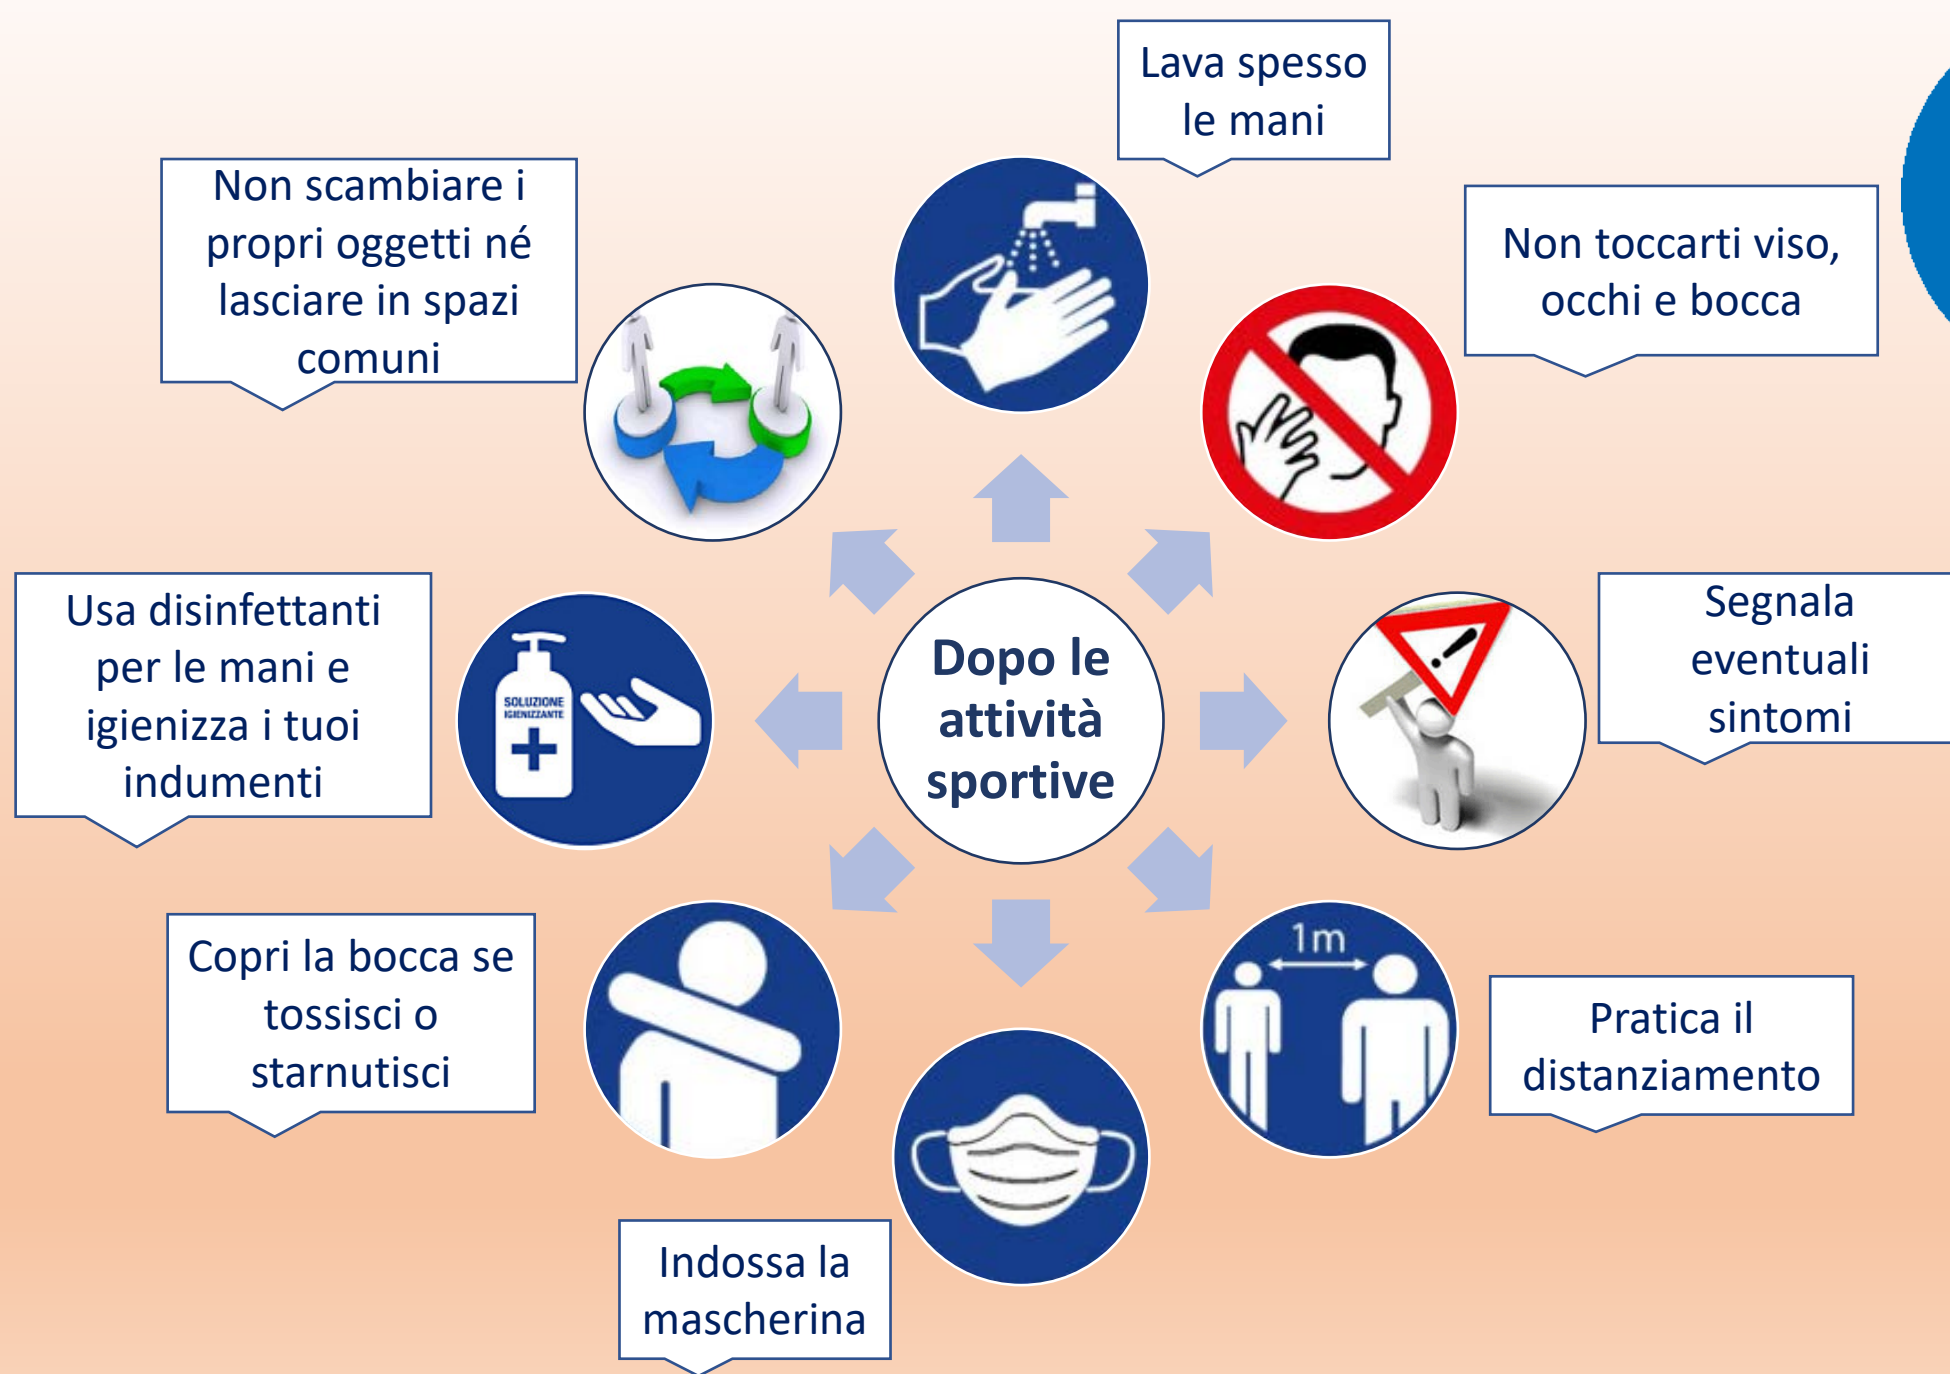 Lava spesso
le mani
Non scambiare i
propri oggetti né
lasciare in spazi
comuni
Non toccarti viso,
occhi e bocca
Usa disinfettanti
per le mani e
igienizza i tuoi
indumenti
SOLUZIONE
IGIENIZZANTE
Dopo le
attività
sportive
Segnala
eventuali
sintomi
Copri la bocca se
tossisci o
starnutisci
1m
Pratica il
distanziamento
Indossa la
mascherina